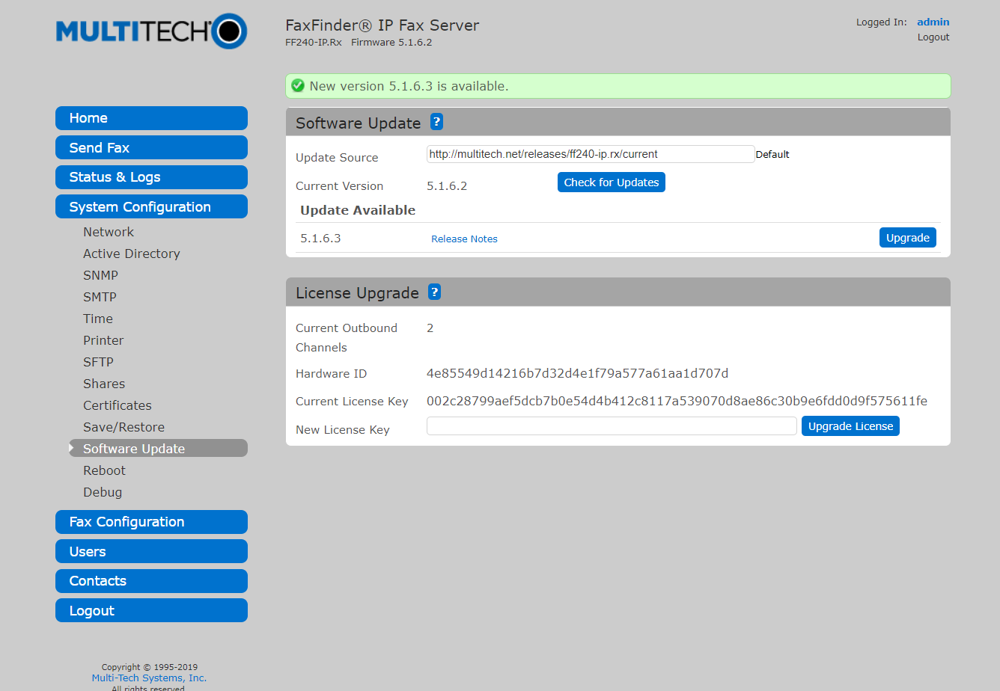 MULTITECH
FaxFinder® IP Fax Server
FF240-IP.Rx Firmware 5.1.6.2
Logged In: admin
Logout
New version 5.1.6.3 is available.
Home
Send Fax
Status & Logs
System Configuration
Network
Active Directory
SNMP
SMTP
Time
Printer
SFTP
Shares
Certificates
Save/Restore
Software Update
Reboot
Debug
Fax Configuration
Users
Contacts
Logout
Software Update ?
Update Source http://multitech.net/releases/ff240-ip.rx/current Default
Current Version 5.1.6.2 Check for Updates
Update Available
5.1.6.3 Release Notes Upgrade
License Upgrade ?
Current Outbound 2
Channels
Hardware ID 4e85549d14216b7d32d4e1f79a577a61aa1d707d
Current License Key 002c28799aef5dcb7b0e54d4b412c8117a539070d8ae86c30b9e6fdd0d9f575611fe
New License Key Upgrade License
Copyright © 1995-2019
Multi-Tech Systems, Inc.
All rights reserved